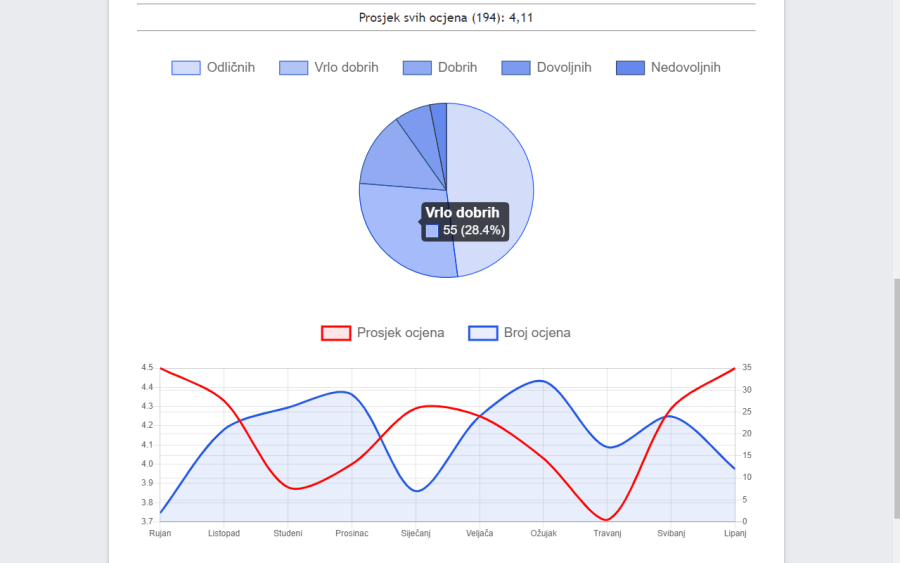 Prosjek svih ocjena (194): 4,11
Odličnih Vrlo dobrih Dobrih Dovoljnih Nedovoljnih
Vrlo dobrih
55 (28.4%)
Prosjek ocjena Broj ocjena
4.5 35
4.4 30
4.3 25
4.2 20
4.1 15
4.0 10
3.9 5
3.8 0
3.7
Rujan Listopad Studeni Prosinac Siječanj Veljača Ožujak Travanj Svibanj Lipanj